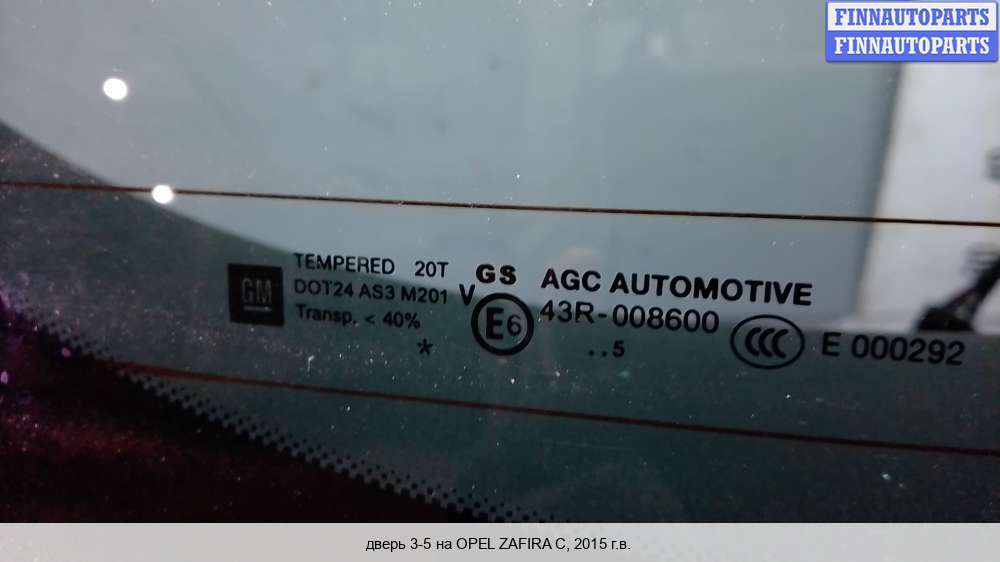 FINNAUTOPARTS
FINNAUTOPARTS
GM
TEMPERED 20T
DOT24 AS3 M201
Transp. < 40%
*
V
GS
E6
AGC AUTOMOTIVE
43R-008600
..5
CCC
E 000292
дверь 3-5 на OPEL ZAFIRA C, 2015 г.в.